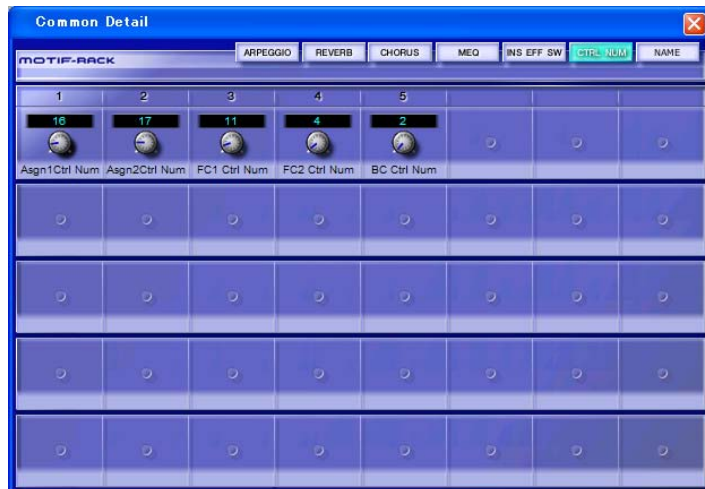 Common Detail
MOTIF-RACK
ARPEGGIO REVERB CHORUS MEQ INS EFF SW CTRL NUM NAME
1 2 3 4 5
16 17 11 4 2
Asgn1Ctrl Num Asgn2Ctrl Num FC1 Ctrl Num FC2 Ctrl Num BC Ctrl Num